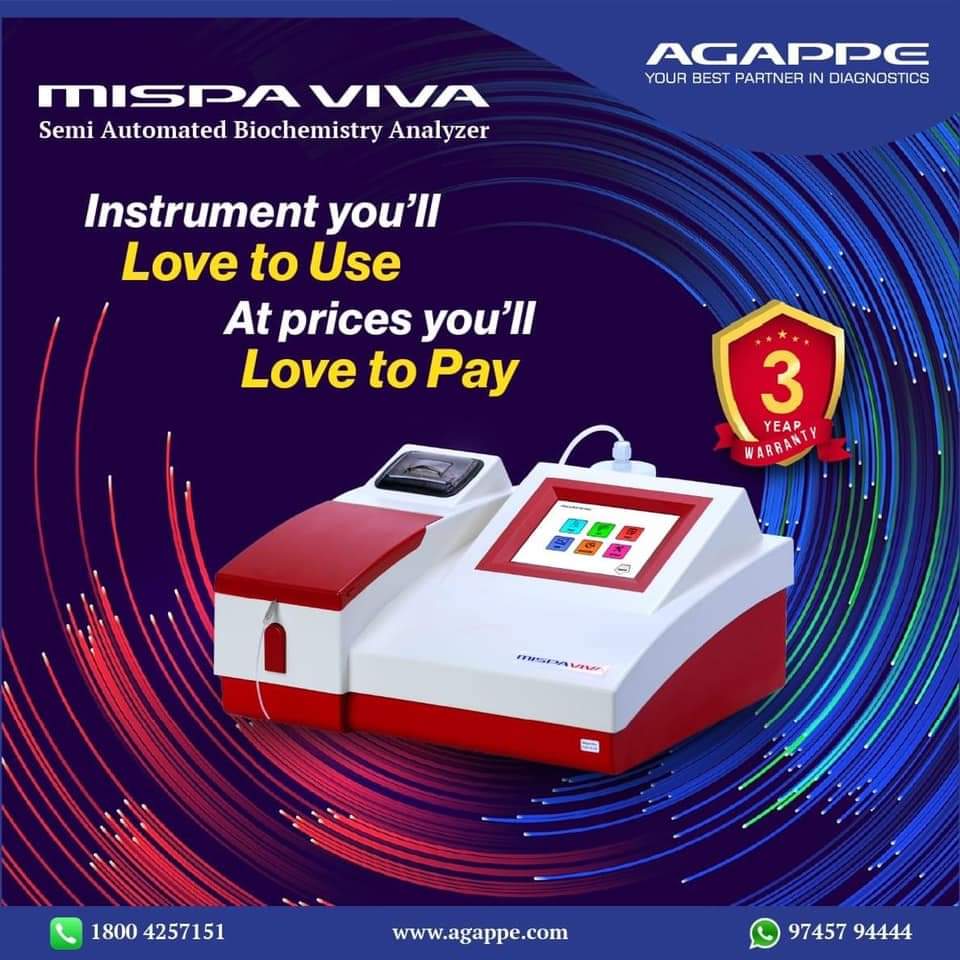 AGAPPE
YOUR BEST PARTNER IN DIAGNOSTICS
MISPA VIVA
Semi Automated Biochemistry Analyzer
Instrument you'll
Love to Use
At prices you'll
Love to Pay
3
YEAR
WARRANTY
MISPA VIVA
1800 4257151
www.agappe.com
97457 94444